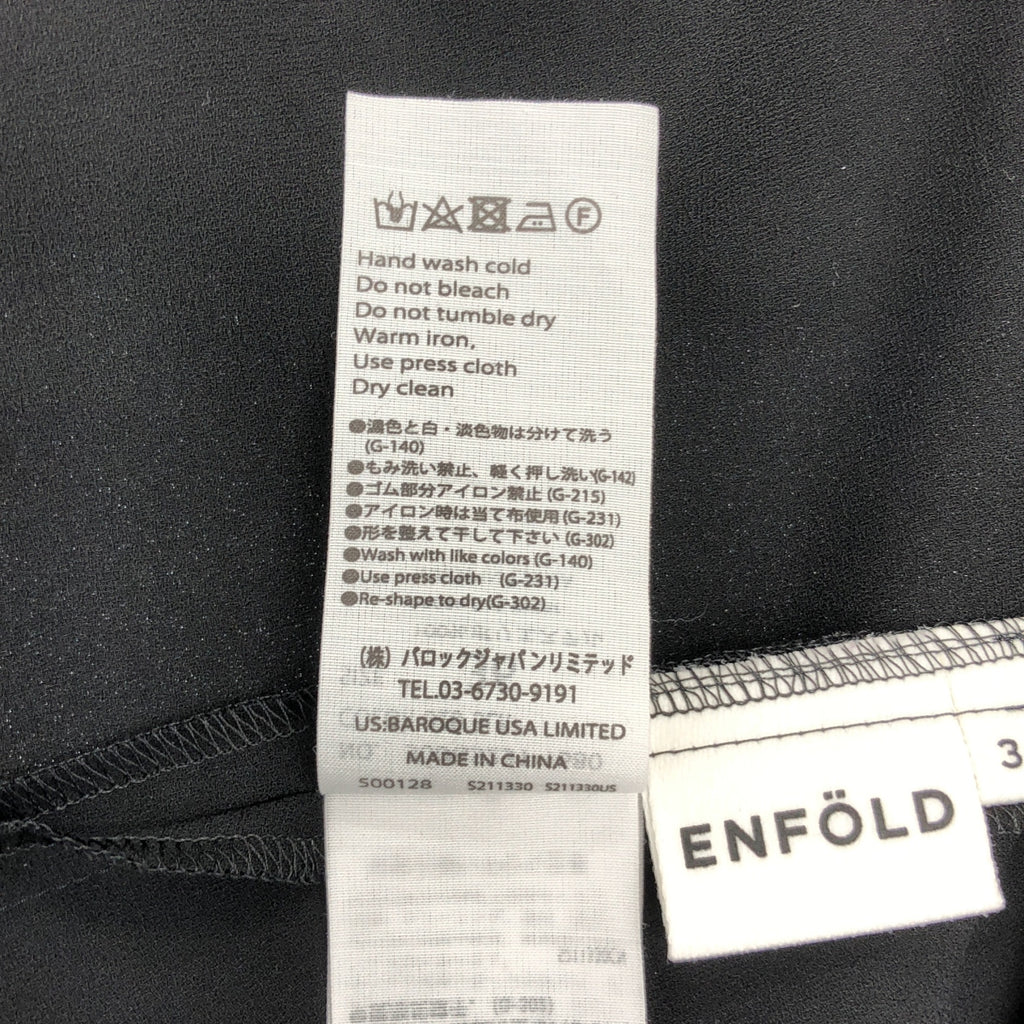 F
Hand wash cold
Do not bleach
Do not tumble dry
Warm iron,
Use press cloth
Dry clean
●濃色と白・淡色物は分けて洗う
(G-140)
●もみ洗い禁止、軽く押し洗い(G-142)
●ゴム部分アイロン禁止 (G-215)
●アイロン時は当て布使用 (G-231)
●形を整えて干して下さい (G-302)
●Wash with like colors (G-140)
●Use press cloth (G-231)
●Re-shape to dry(G-302)
(株) バロックジャパンリミテッド
TEL.03-6730-9191
US:BAROQUE USA LIMITED
MADE IN CHINA
S00128 S211330 S211330US
3
ENFÖLD